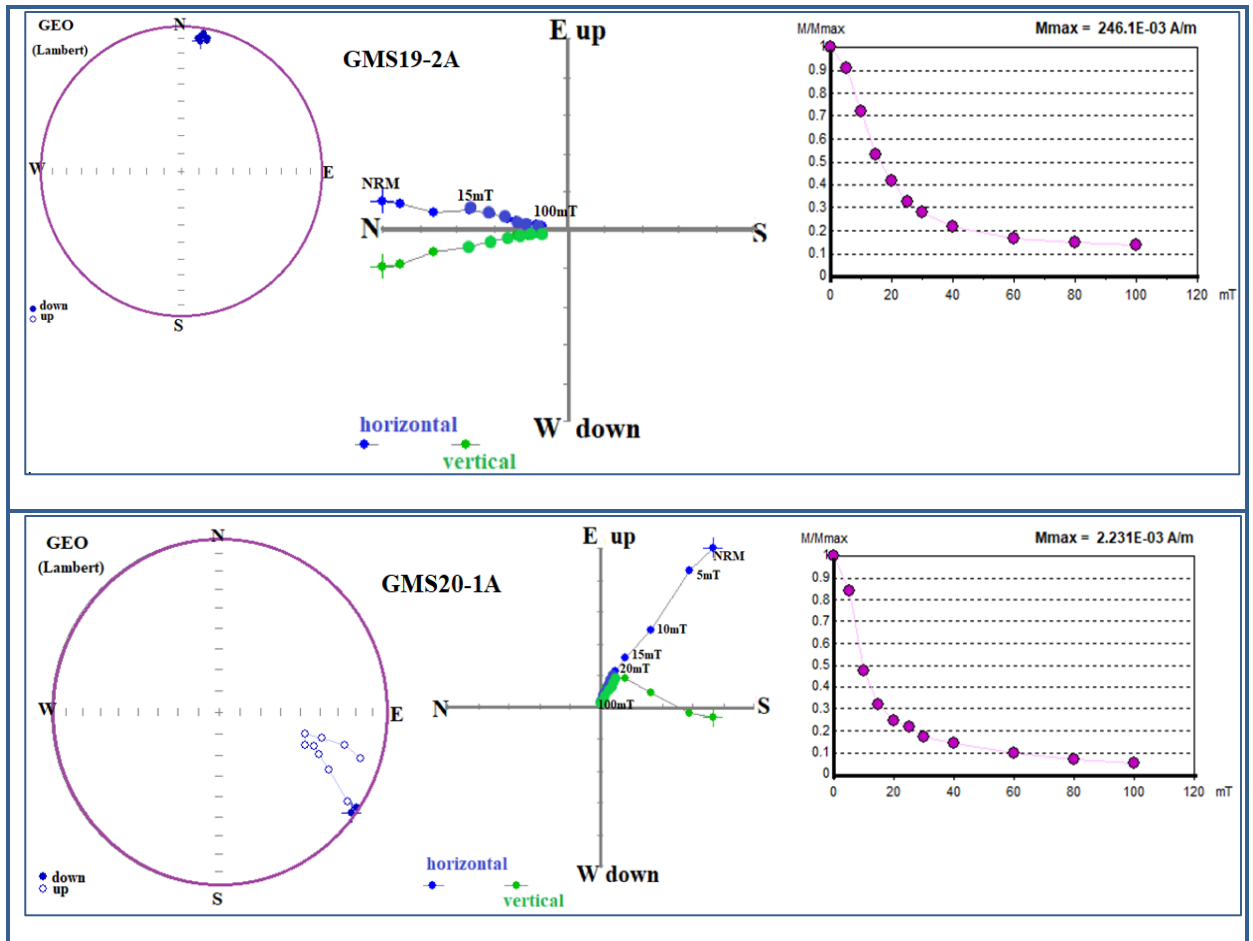 GEO
(Lambert)
N
W
E
S
down
up
GMS19-2A
E up
NRM
15mT
100mT
N
S
W down
horizontal
vertical
M/Mmax
Mmax = 246.1E-03 A/m
1
0.9
0.8
0.7
0.6
0.5
0.4
0.3
0.2
0.1
0
0 20 40 60 80 100 120 mT
GEO
(Lambert)
N
W
E
S
down
up
GMS20-1A
E up
NRM
5mT
10mT
15mT
20mT
100mT
N
S
W down
horizontal
vertical
M/Mmax
Mmax = 2.231E-03 A/m
1
0.9
0.8
0.7
0.6
0.5
0.4
0.3
0.2
0.1
0
0 20 40 60 80 100 120 mT